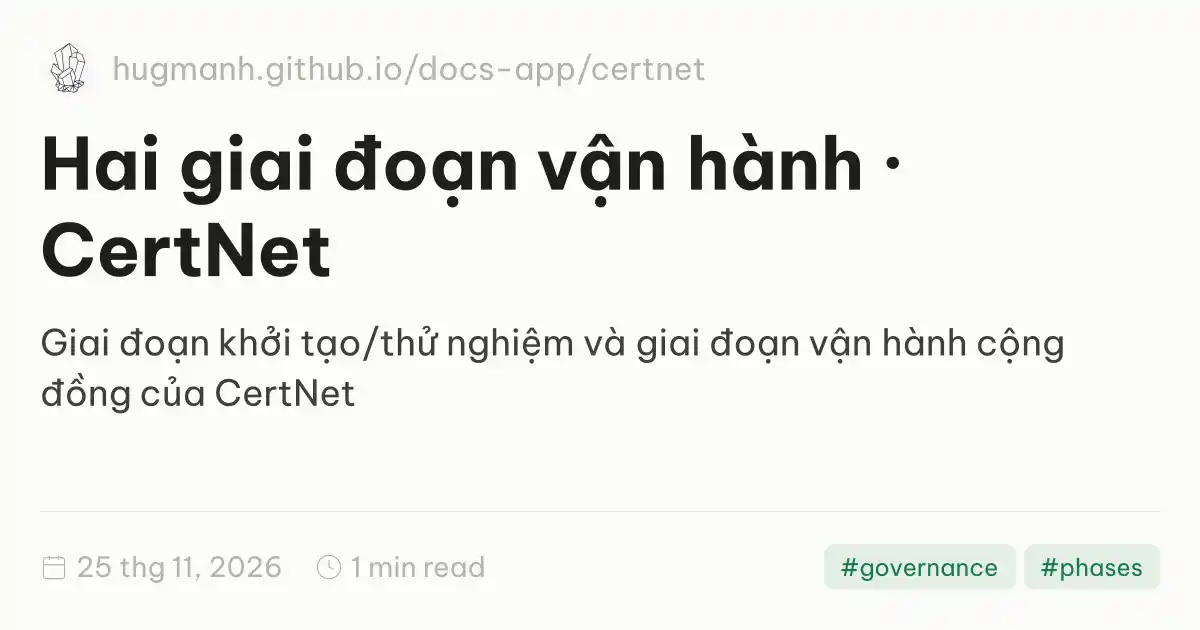 hugmanh.github.io/docs-app/certnet
Hai giai đoạn vận hành ·
CertNet
Giai đoạn khởi tạo/thử nghiệm và giai đoạn vận hành cộng
đồng của CertNet
25 thg 11, 2026 1 min read #governance #phases